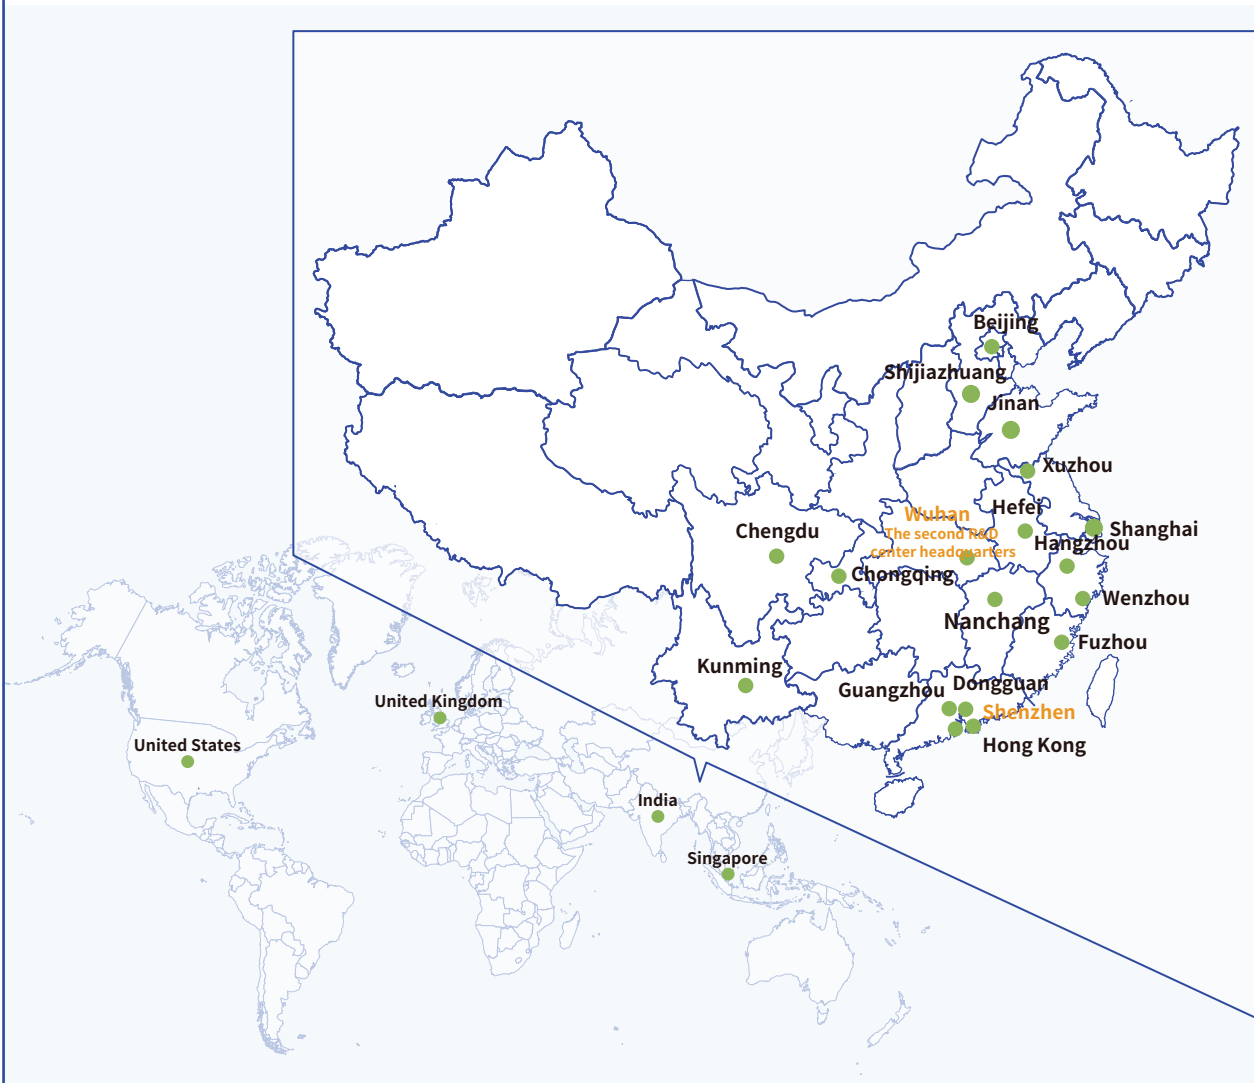 Beijing
Shijiazhuang
Jinan
Xuzhou
Hefei
Wuhan
The second R&D
center headquarters
Chengdu
Shanghai
Hangzhou
Chongqing
Wenzhou
Nanchang
Fuzhou
Kunming
Guangzhou
Dongguan
Shenzhen
Hong Kong
United Kingdom
United States
India
Singapore